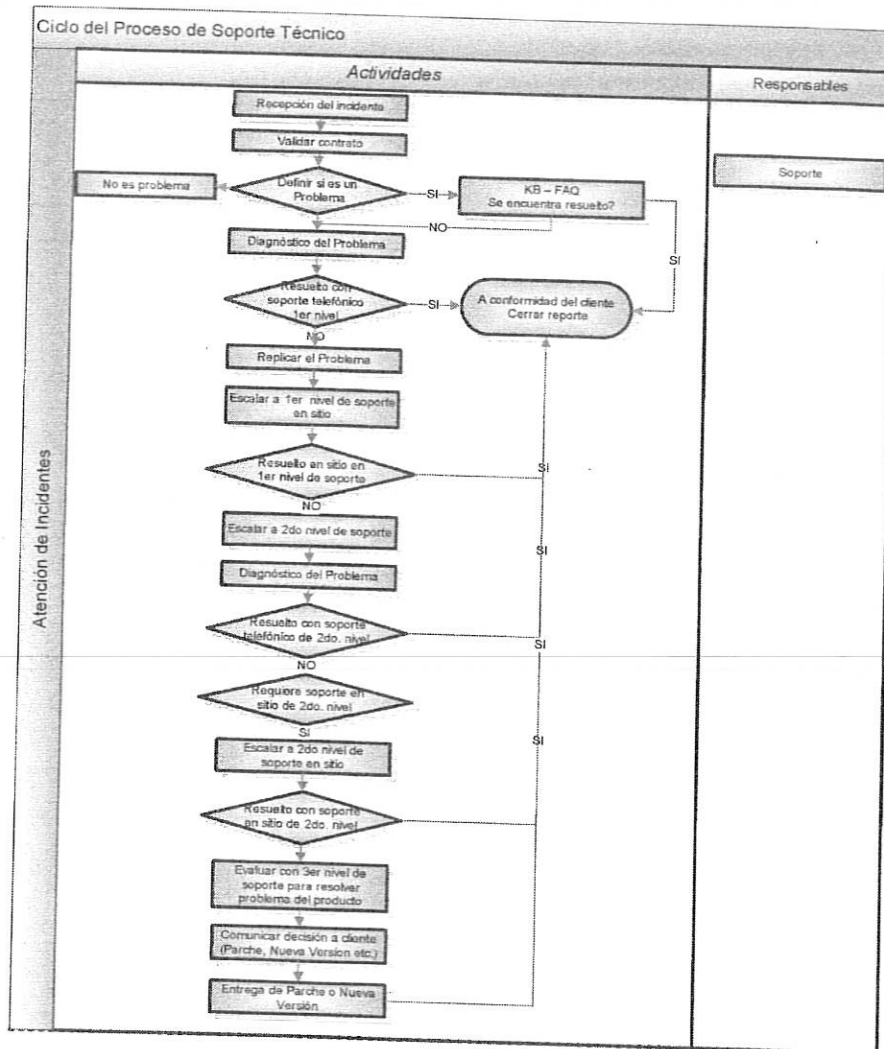 Ciclo del Proceso de Soporte Técnico
Actividades
Responsables
Atención de Incidentes
Recepción del incidente
Validar contrato
Soporte
No es problema
Definir si es un
Problema
SI
KB – FAQ
Se encuentra resuelto?
NO
Diagnóstico del Problema
SI
Resuelto con
soporte telefónico
1er nivel
SI
A conformidad del cliente
Cerrar reporte
NO
Replicar el Problema
Escalar a 1er nivel de soporte
en sitio
Resuelto en sitio en
1er nivel de soporte
SI
NO
Escalar a 2do nivel de soporte
SI
Diagnóstico del Problema
Resuelto con soporte
telefónico de 2do. nivel
SI
NO
Requiere soporte en
sitio de 2do. nivel
SI
SI
Escalar a 2do nivel de
soporte en sitio
Resuelto con soporte
en sitio de 2do. nivel
Evaluar con 3er nivel de
soporte para resolver
problema del producto
Comunicar decisión a cliente
(Parche, Nueva Version etc.)
Entrega de Parche o Nueva
Versión